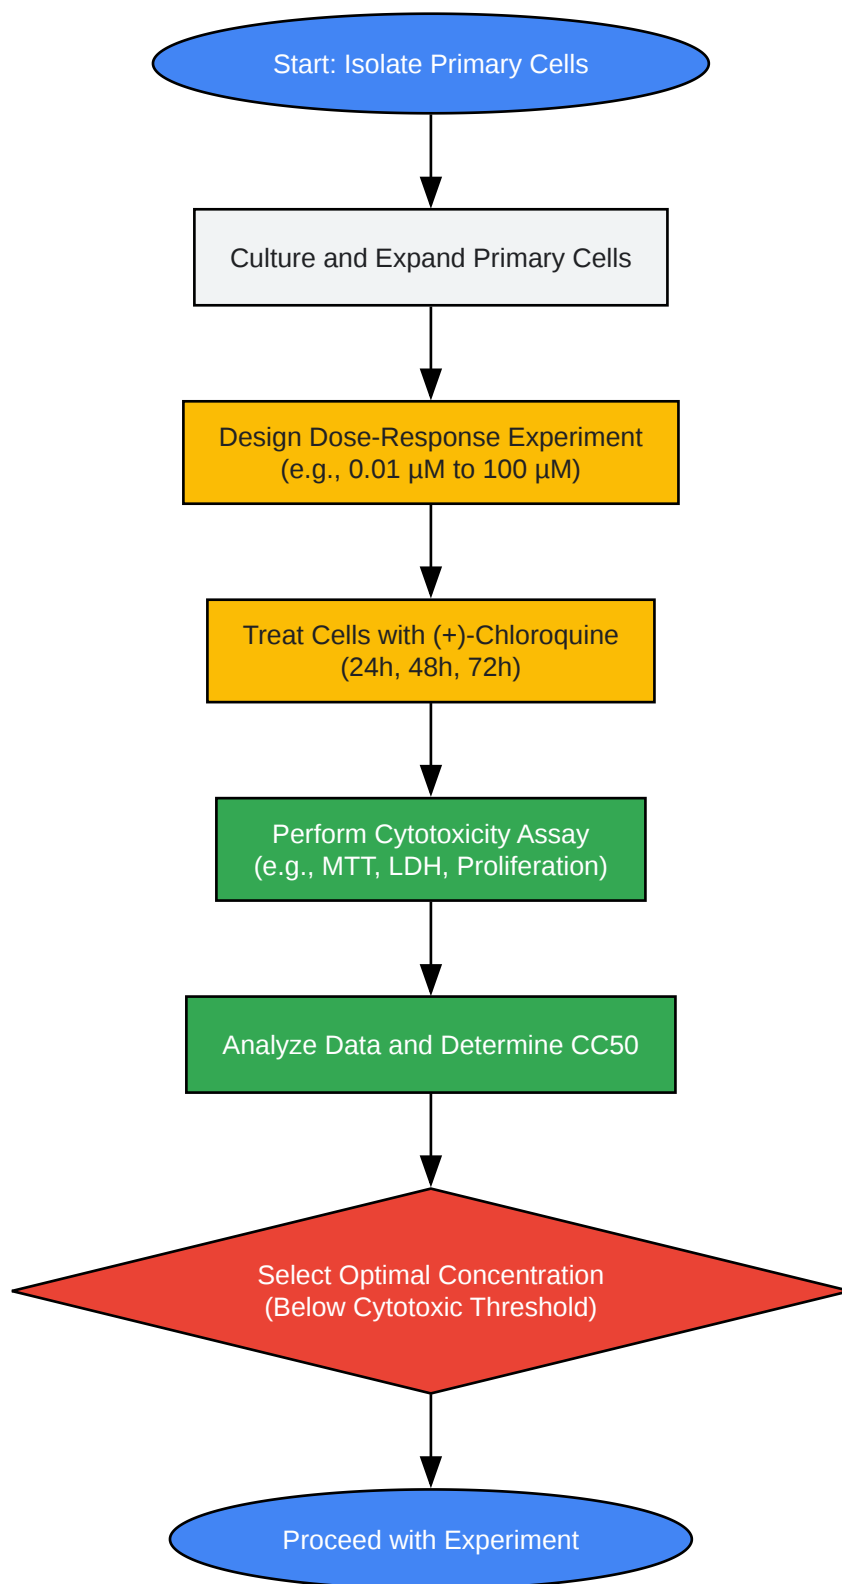 Start: Isolate Primary Cells
Culture and Expand Primary Cells
Design Dose-Response Experiment
(e.g., 0.01 µM to 100 µM)
Treat Cells with (+)-Chloroquine
(24h, 48h, 72h)
Perform Cytotoxicity Assay
(e.g., MTT, LDH, Proliferation)
Analyze Data and Determine CC50
Select Optimal Concentration
(Below Cytotoxic Threshold)
Proceed with Experiment